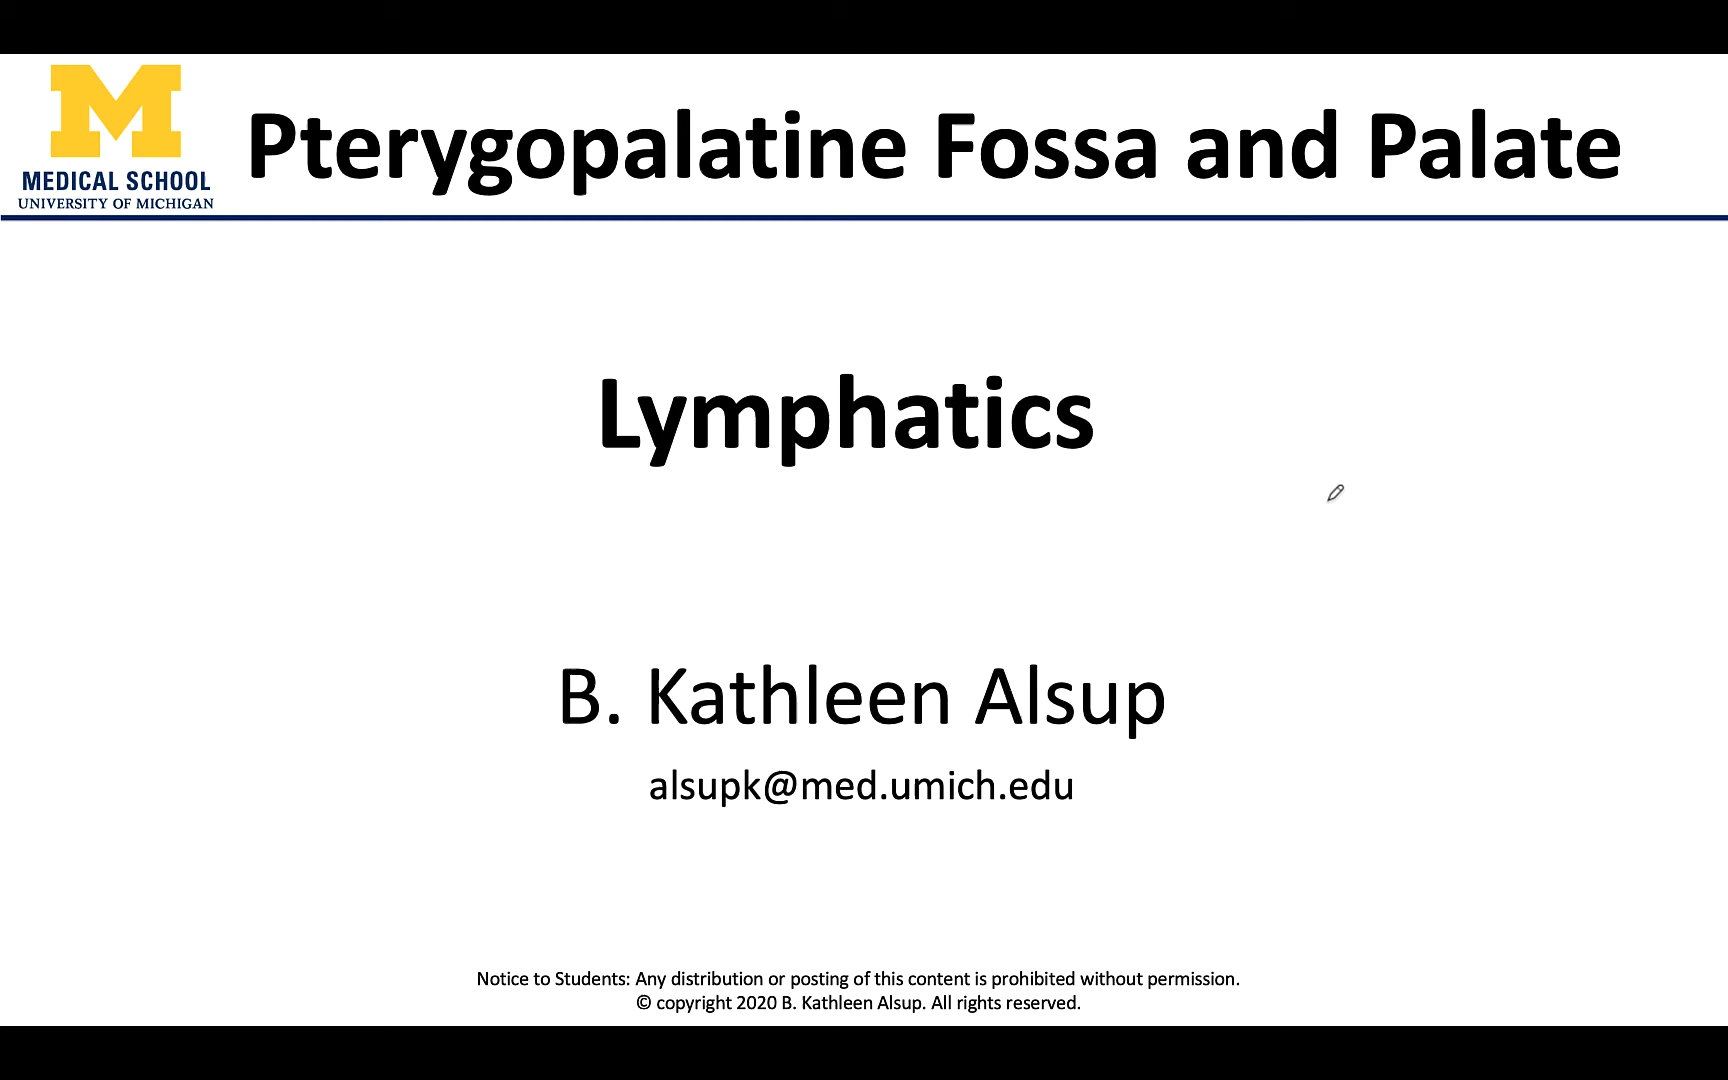 M
MEDICAL SCHOOL
UNIVERSITY OF MICHIGAN
Pterygopalatine Fossa and Palate
Lymphatics
B. Kathleen Alsup
alsupk@med.umich.edu
Notice to Students: Any distribution or posting of this content is prohibited without permission.
© copyright 2020 B. Kathleen Alsup. All rights reserved.